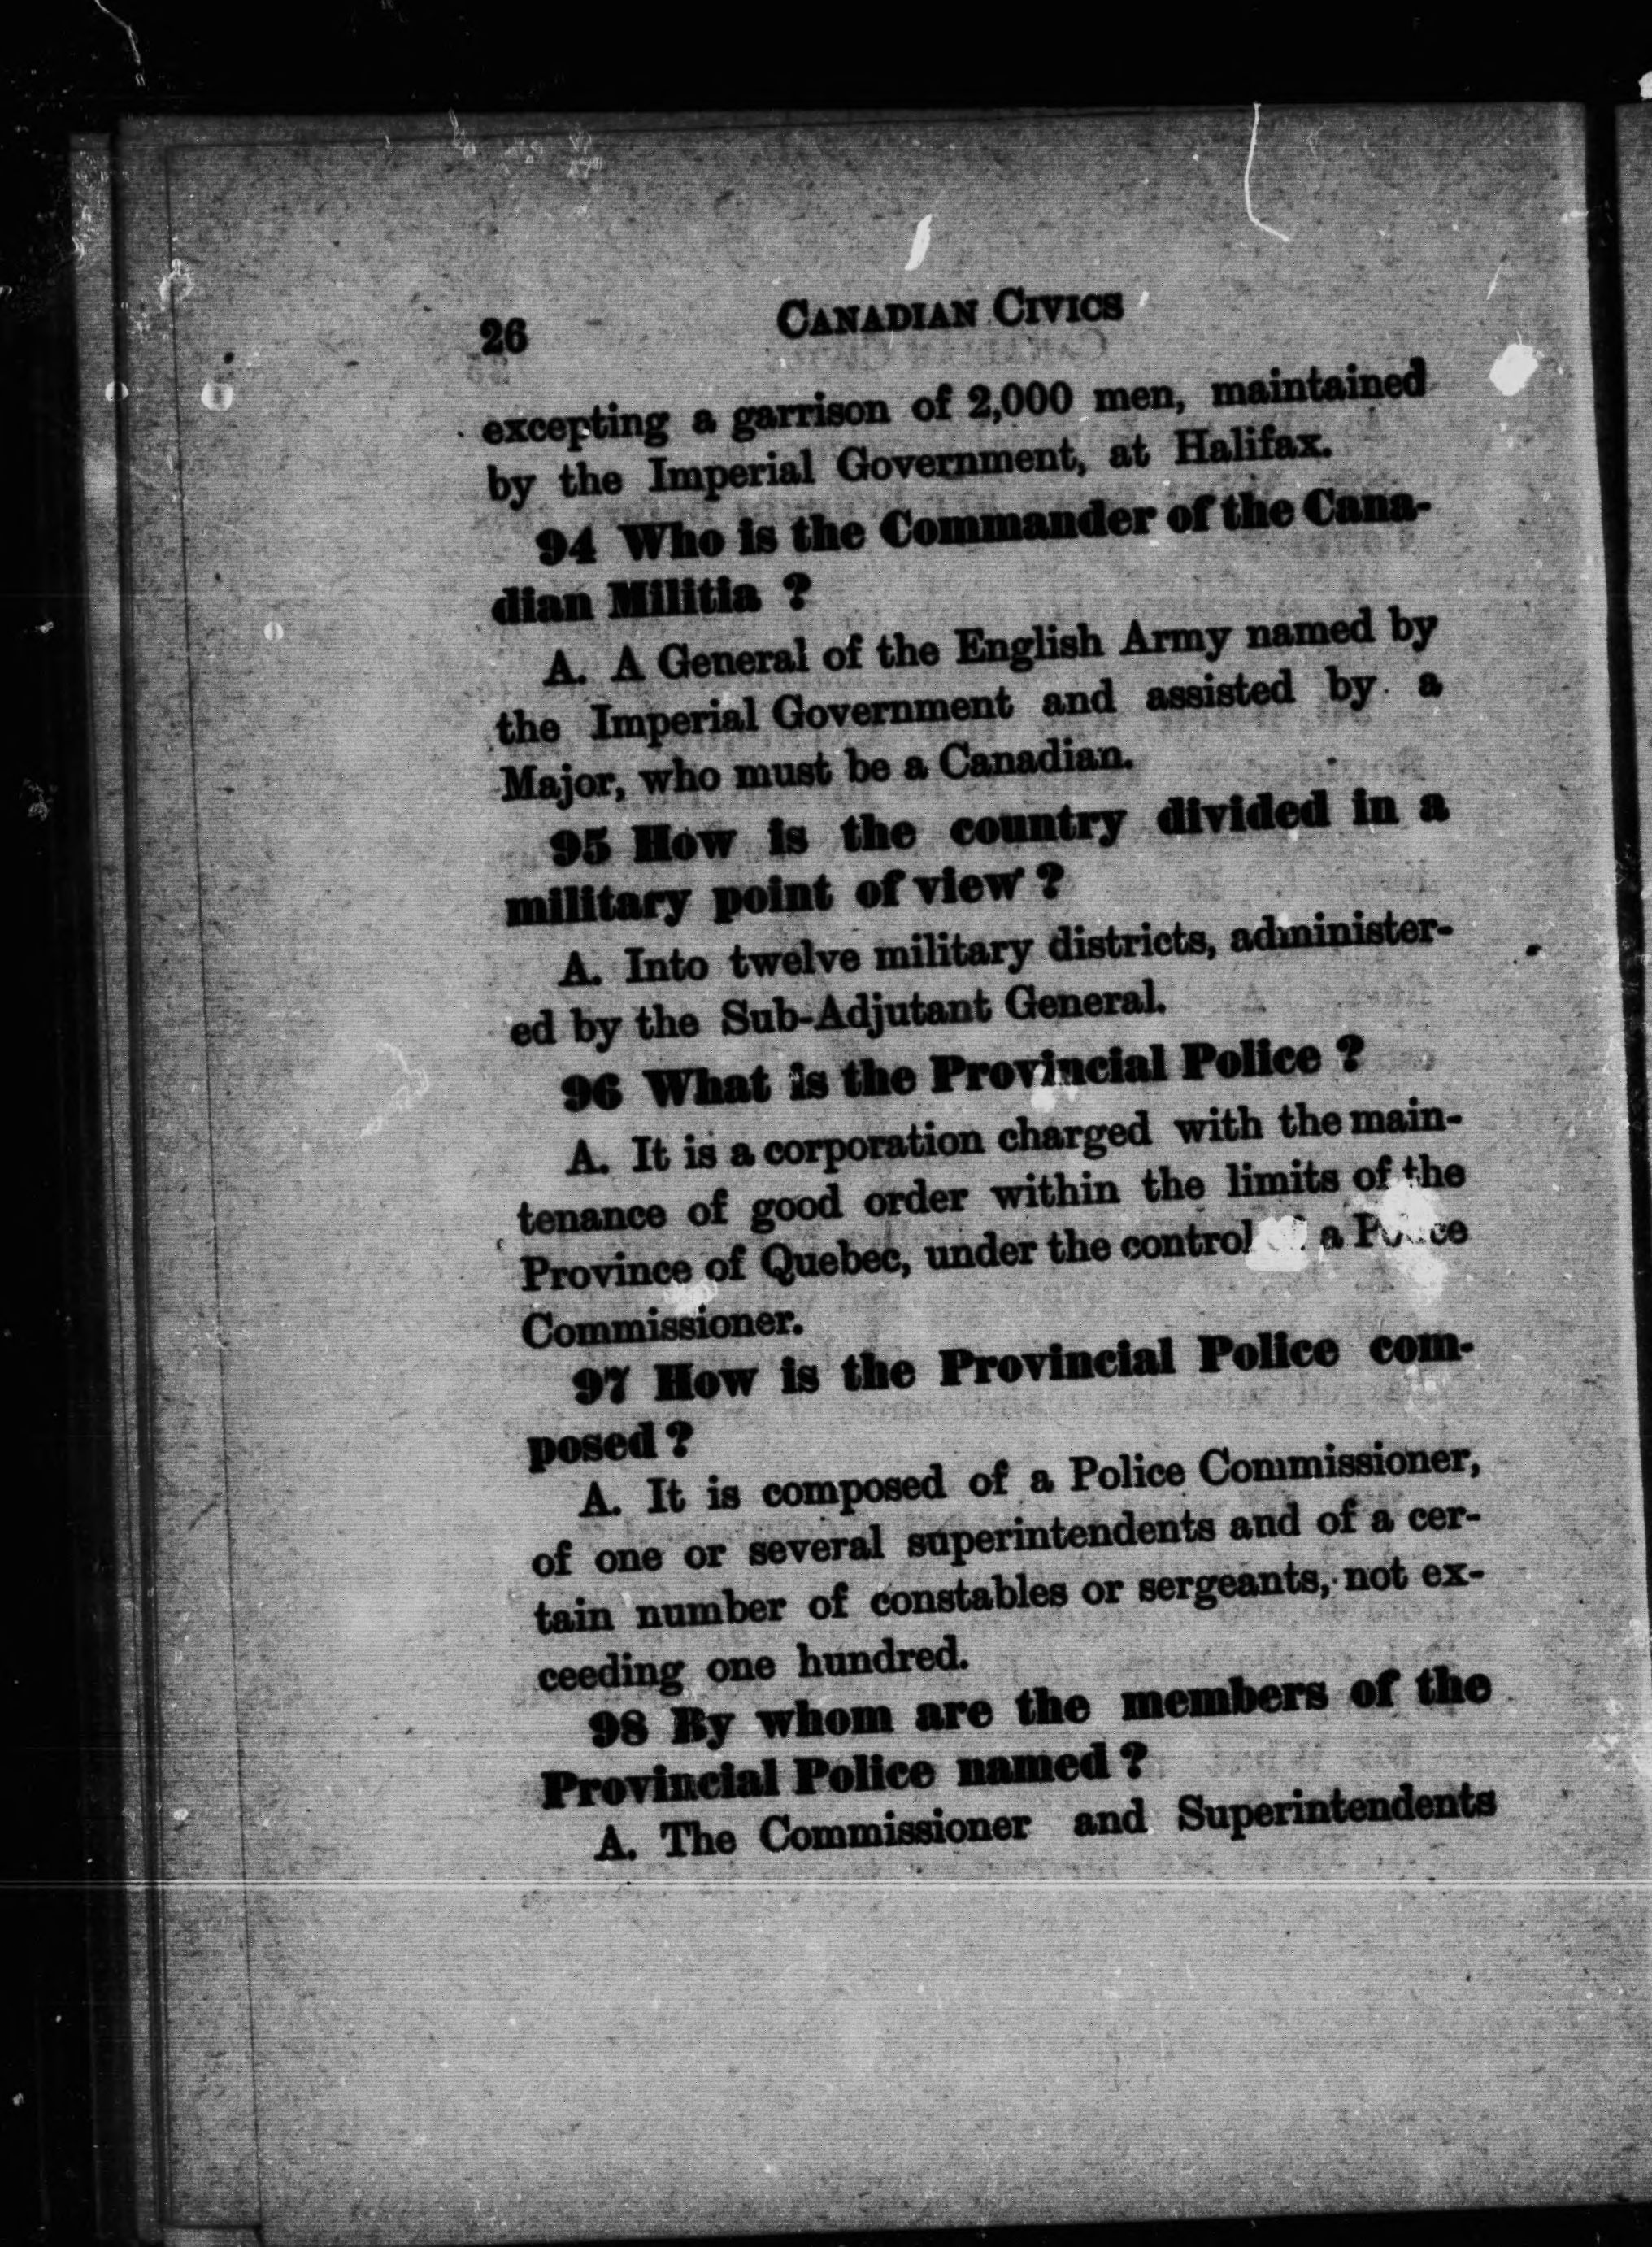 26 CANADIAN CIVICS
excepting a garrison of 2,000 men, maintained
by the Imperial Government, at Halifax.
94 Who is the Commander of the Cana-
dian Militia ?
A. A General of the English Army named by
the Imperial Government and assisted by a
Major, who must be a Canadian.
95 How is the country divided in a
military point of view ?
A. Into twelve military districts, administer-
ed by the Sub-Adjutant General.
96 What is the Provincial Police ?
A. It is a corporation charged with the main-
tenance of good order within the limits of the
Province of Quebec, under the control a Police
Commissioner.
97 How is the Provincial Police com-
posed ?
A. It is composed of a Police Commissioner,
of one or several superintendents and of a cer-
tain number of constables or sergeants, not ex-
ceeding one hundred.
98 By whom are the members of the
Provincial Police named ?
A. The Commissioner and Superintendents